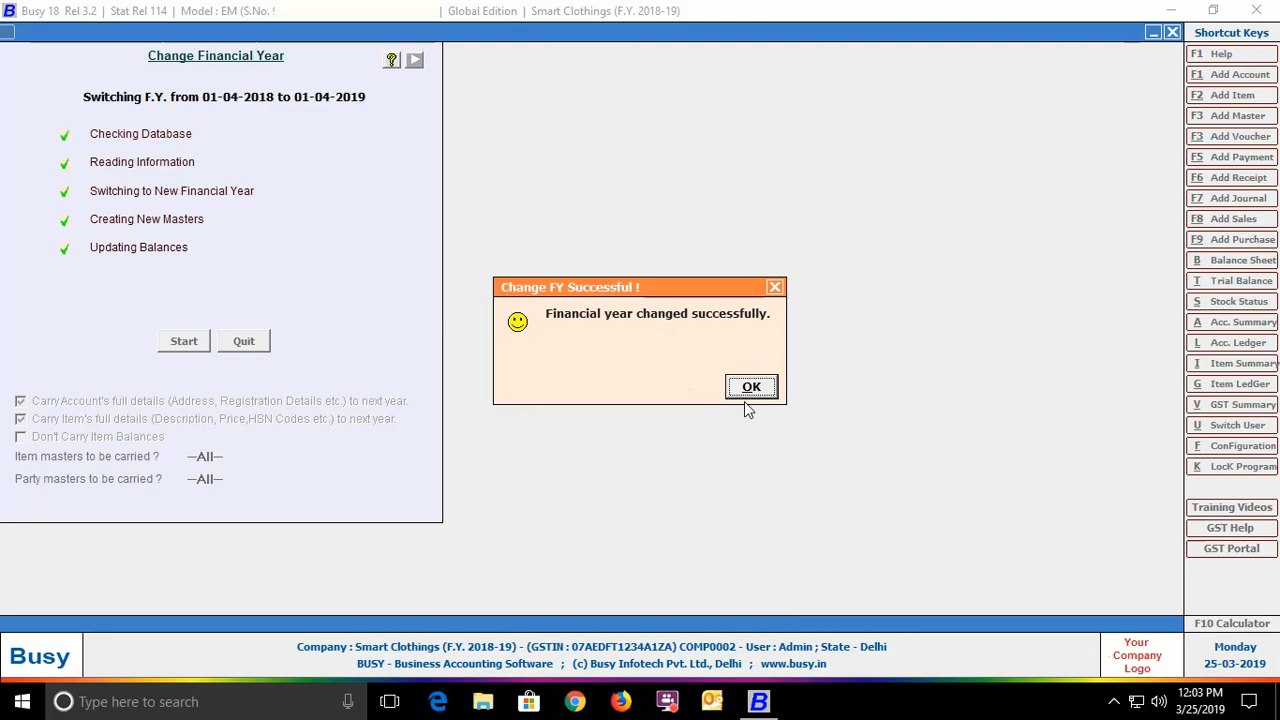 Busy 18 Rel 3.2 | Stat Rel 114 | Model : EM (S.No. | Global Edition | Smart Clothings (F.Y. 2018-19)
Change Financial Year
?
Switching F.Y. from 01-04-2018 to 01-04-2019
Checking Database
Reading Information
Switching to New Financial Year
Creating New Masters
Updating Balances
Start Quit
Carry Account's full details (Address, Registration Details etc.) to next year.
Carry Item's full details (Description, Price,HSN Codes etc.) to next year.
Don't Carry Item Balances
Item masters to be carried ? —All—
Party masters to be carried ? —All—
Change FY Successful !
Financial year changed successfully.
OK
Shortcut Keys
F1 Help
F1 Add Account
F2 Add Item
F3 Add Master
F3 Add Voucher
F5 Add Payment
F6 Add Receipt
F7 Add Journal
F8 Add Sales
F9 Add Purchase
B Balance Sheet
T Trial Balance
S Stock Status
A Acc. Summary
L Acc. Ledger
I Item Summary
G Item LedGer
V GST Summary
U Switch User
F ConFiguration
K LocK Program
Training Videos
GST Help
GST Portal
F10 Calculator
Busy
Company : Smart Clothings (F.Y. 2018-19) - (GSTIN : 07AEDFT1234A1ZA) COMP0002 - User : Admin ; State - Delhi
BUSY - Business Accounting Software ; (c) Busy Infotech Pvt. Ltd., Delhi ; www.busy.in
Your
Company
Logo
Monday
25-03-2019
Type here to search
12:03 PM
3/25/2019